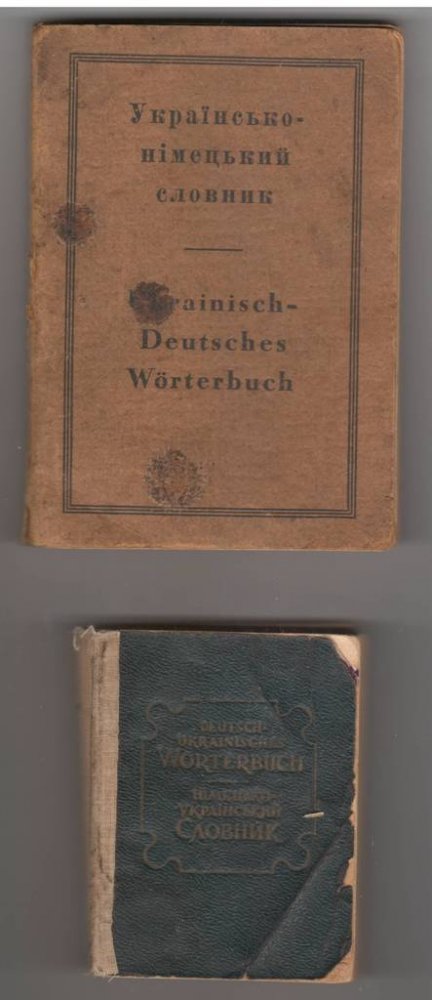 Українсько-
німецький
словник
Ukrainisch-
Deutsches
Wörterbuch
DEUTSCH-
UKRAINISCHES
WÖRTERBUCH
НІМЕЦЬКО-
УКРАЇНСЬКИЙ
СЛОВНИК